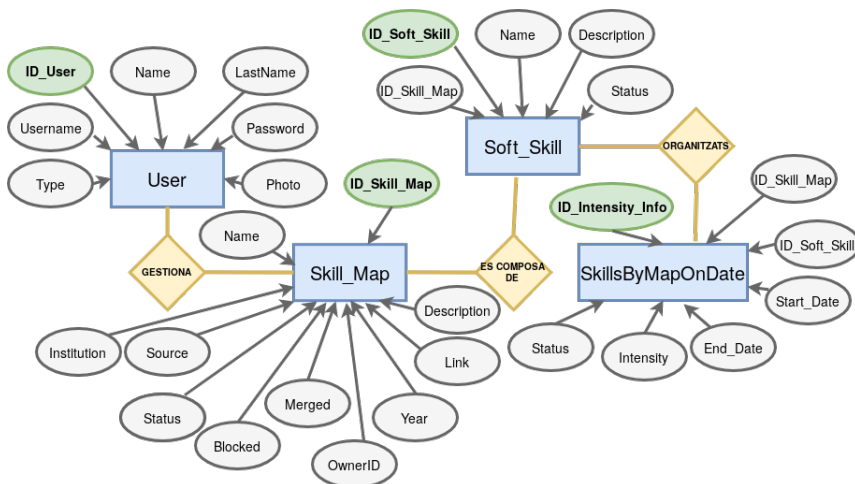 ID_Soft_Skill
Name
Description
ID_User
Name
LastName
ID_Skill_Map
Status
Username
Password
Soft_Skill
ORGANITZATS
User
Type
Photo
ID_Skill_Map
ID_Skill_Map
ID_Intensity_Info
Name
ID_Soft_Skill
GESTIONA
Skill_Map
ES COMPOSA
DE
SkillsByMapOnDate
Start_Date
Description
Institution
Source
Link
Status
Intensity
End_Date
Status
Merged
Year
Blocked
OwnerID